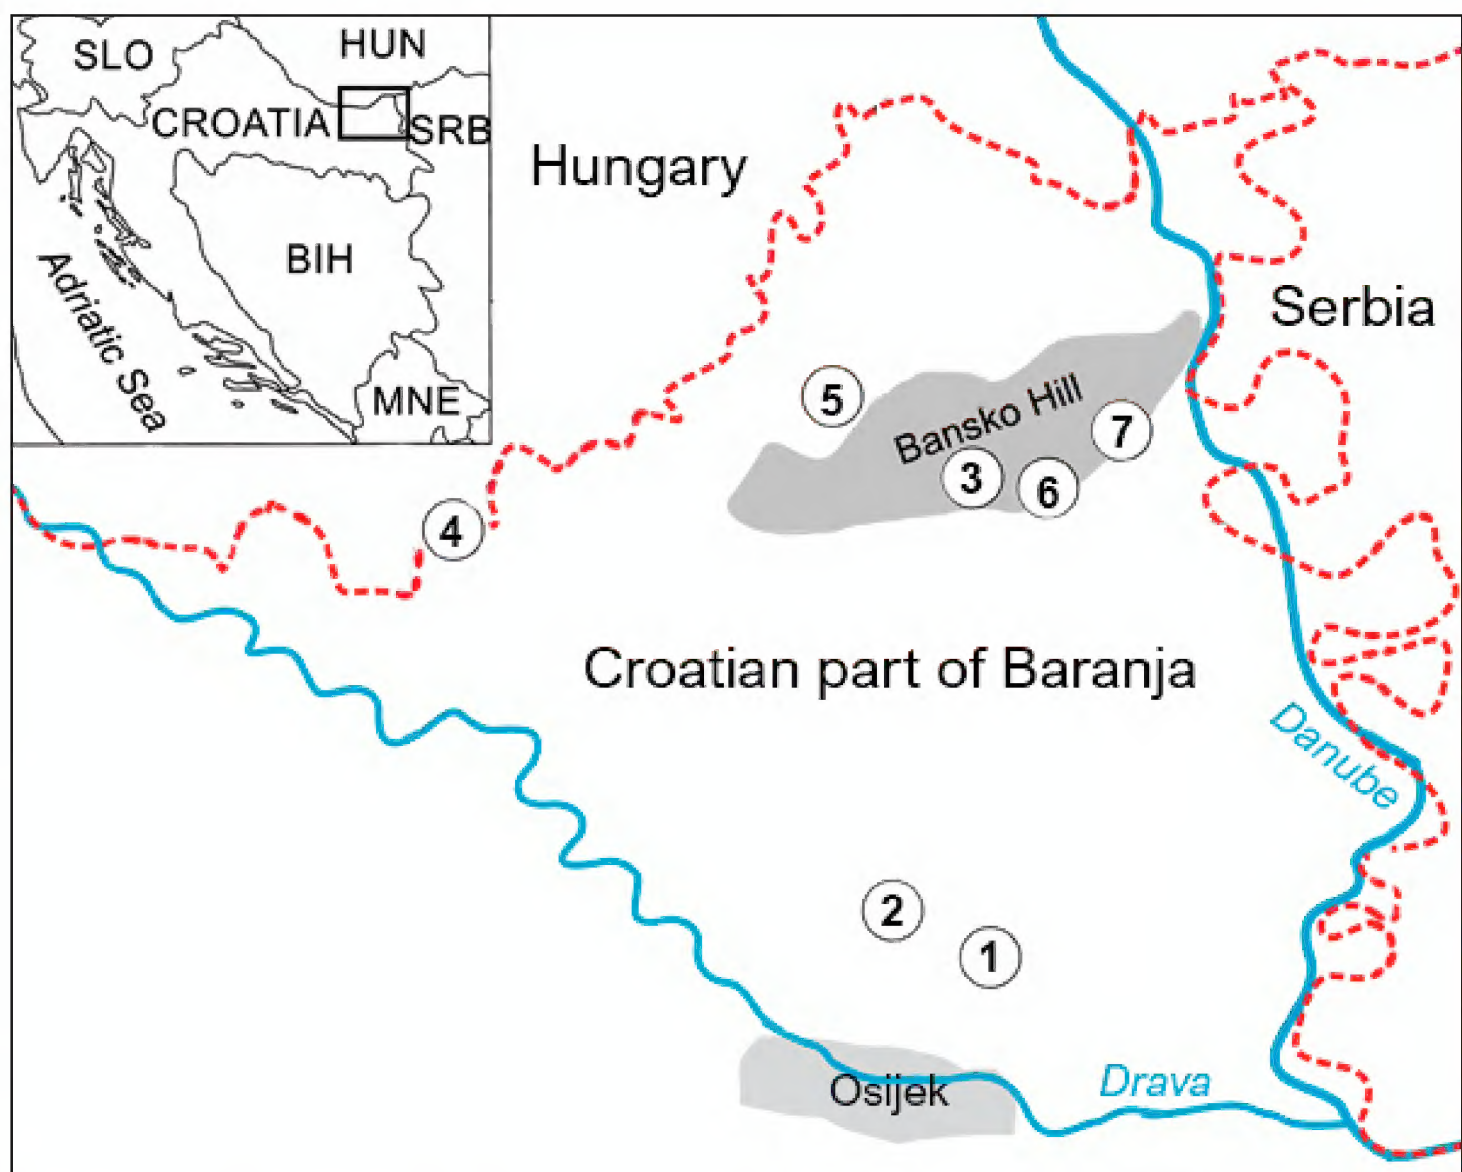 SLO
HUN
CROATIA
SRB
BIH
Adriatic Sea
MNE
Hungary
Serbia
5
Bansko Hill
7
3
6
4
Croatian part of Baranja
Danube
2
1
Osijek
Drava